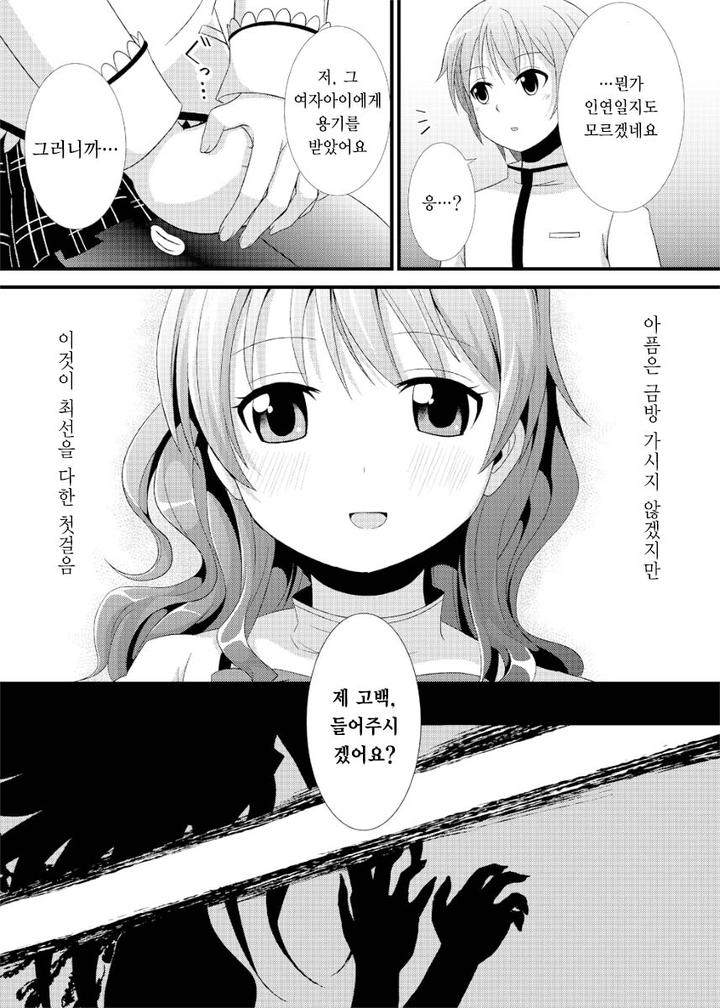 …뭔가
인연일지도
모르겠네요
응…?
저, 그
여자아이에게
용기를
받았어요
그러니까…
꾹…
아픔은 금방 가시지 않겠지만
이것이 최선을 다한 첫걸음
제 고백,
들어주시
겠어요?